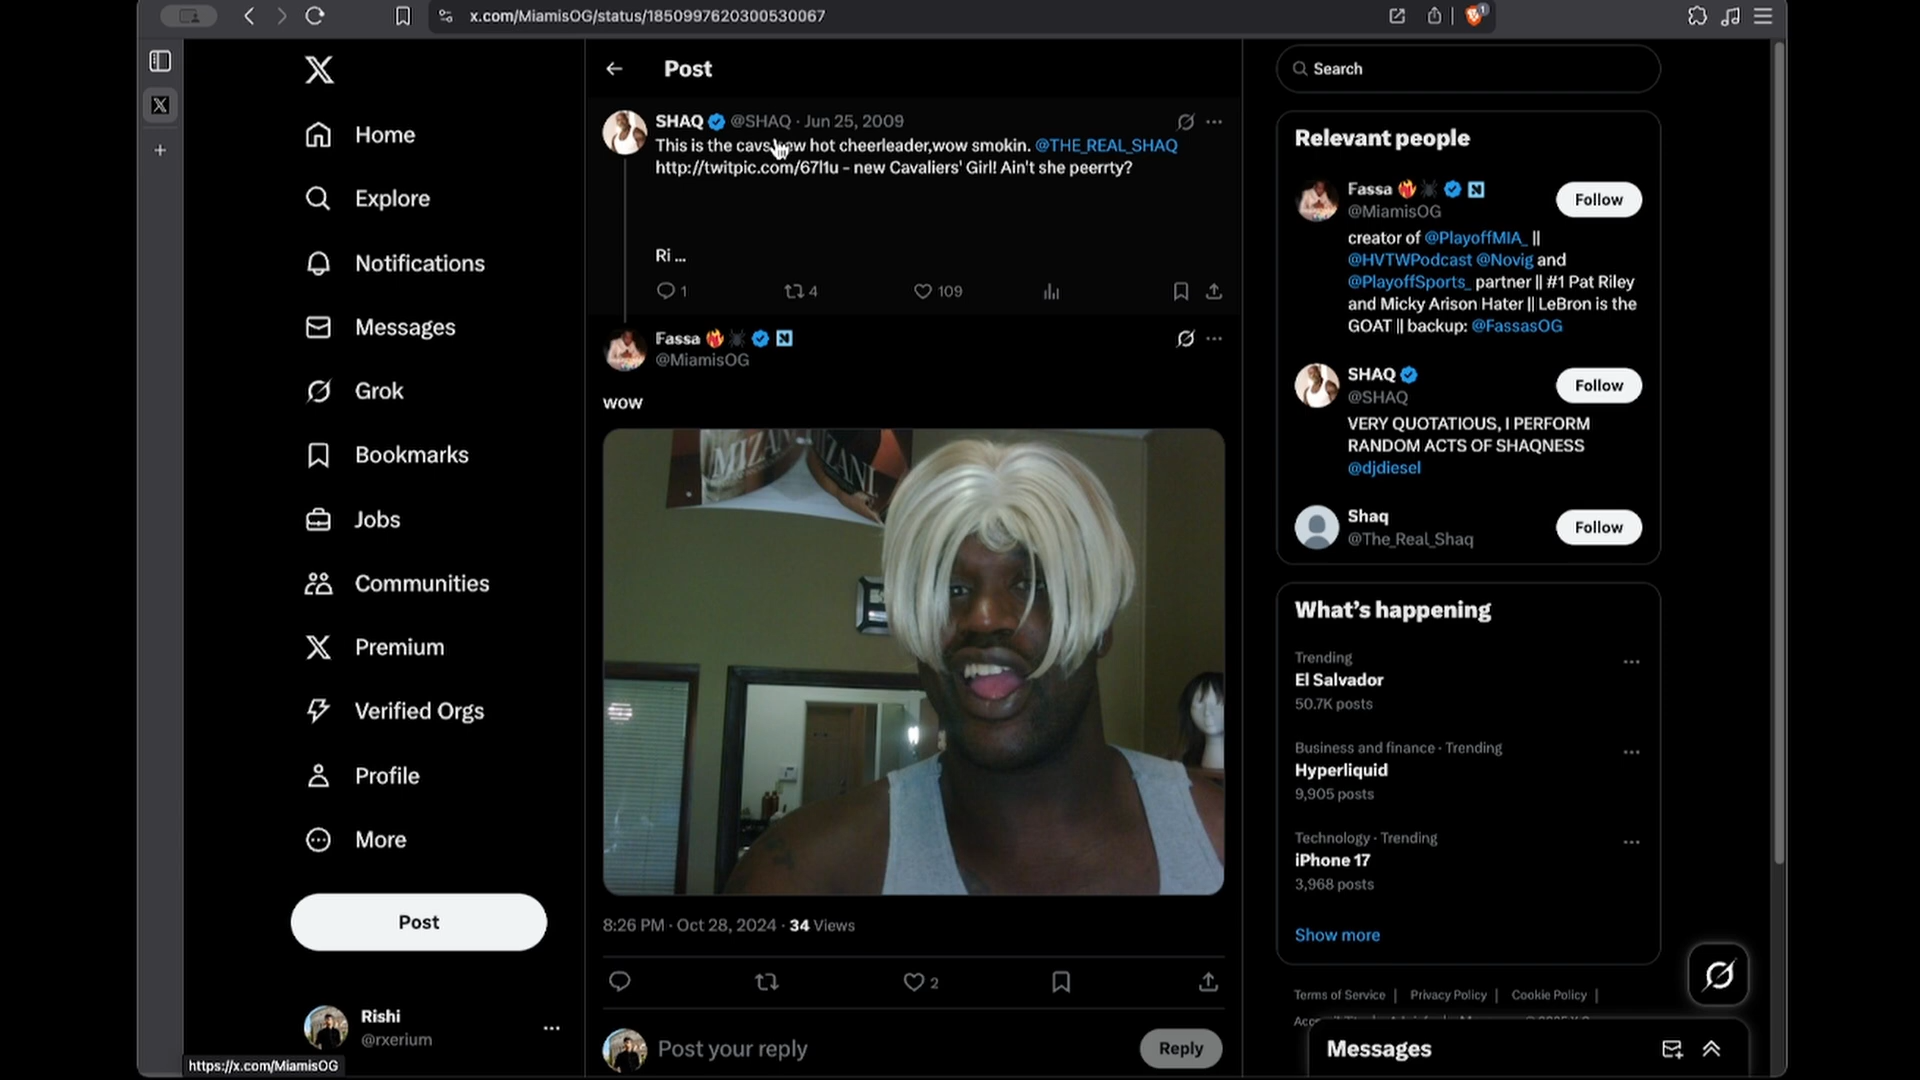 x.com/MiamisOG/status/1850997620300530067
1
Home
Explore
Notifications
Messages
Grok
Bookmarks
Jobs
Communities
Premium
Verified Orgs
Profile
More
Post
Rishi
@rxerium
https://x.com/MiamisOG
Post
SHAQ @SHAQ · Jun 25, 2009
This is the cavs new hot cheerleader,wow smokin. @THE_REAL_SHAQ
http://twitpic.com/67l1u - new Cavaliers' Girl! Ain't she peerrty?
Ri ...
1 4 109
Fassa
@MiamisOG
wow
MIZANI
8:26 PM · Oct 28, 2024 · 34 Views
2
Post your reply
Reply
Search
Relevant people
Fassa
@MiamisOG
Follow
creator of @PlayoffMIA_ ||
@HVTWPodcast @Novig and
@PlayoffSports_ partner || #1 Pat Riley
and Micky Arison Hater || LeBron is the
GOAT || backup: @FassasOG
SHAQ
@SHAQ
Follow
VERY QUOTATIOUS, I PERFORM
RANDOM ACTS OF SHAQNESS
@djdiesel
Shaq
@The_Real_Shaq
Follow
What's happening
Trending
El Salvador
50.7K posts
Business and finance · Trending
Hyperliquid
9,905 posts
Technology · Trending
iPhone 17
3,968 posts
Show more
Terms of Service | Privacy Policy | Cookie Policy |
Messages